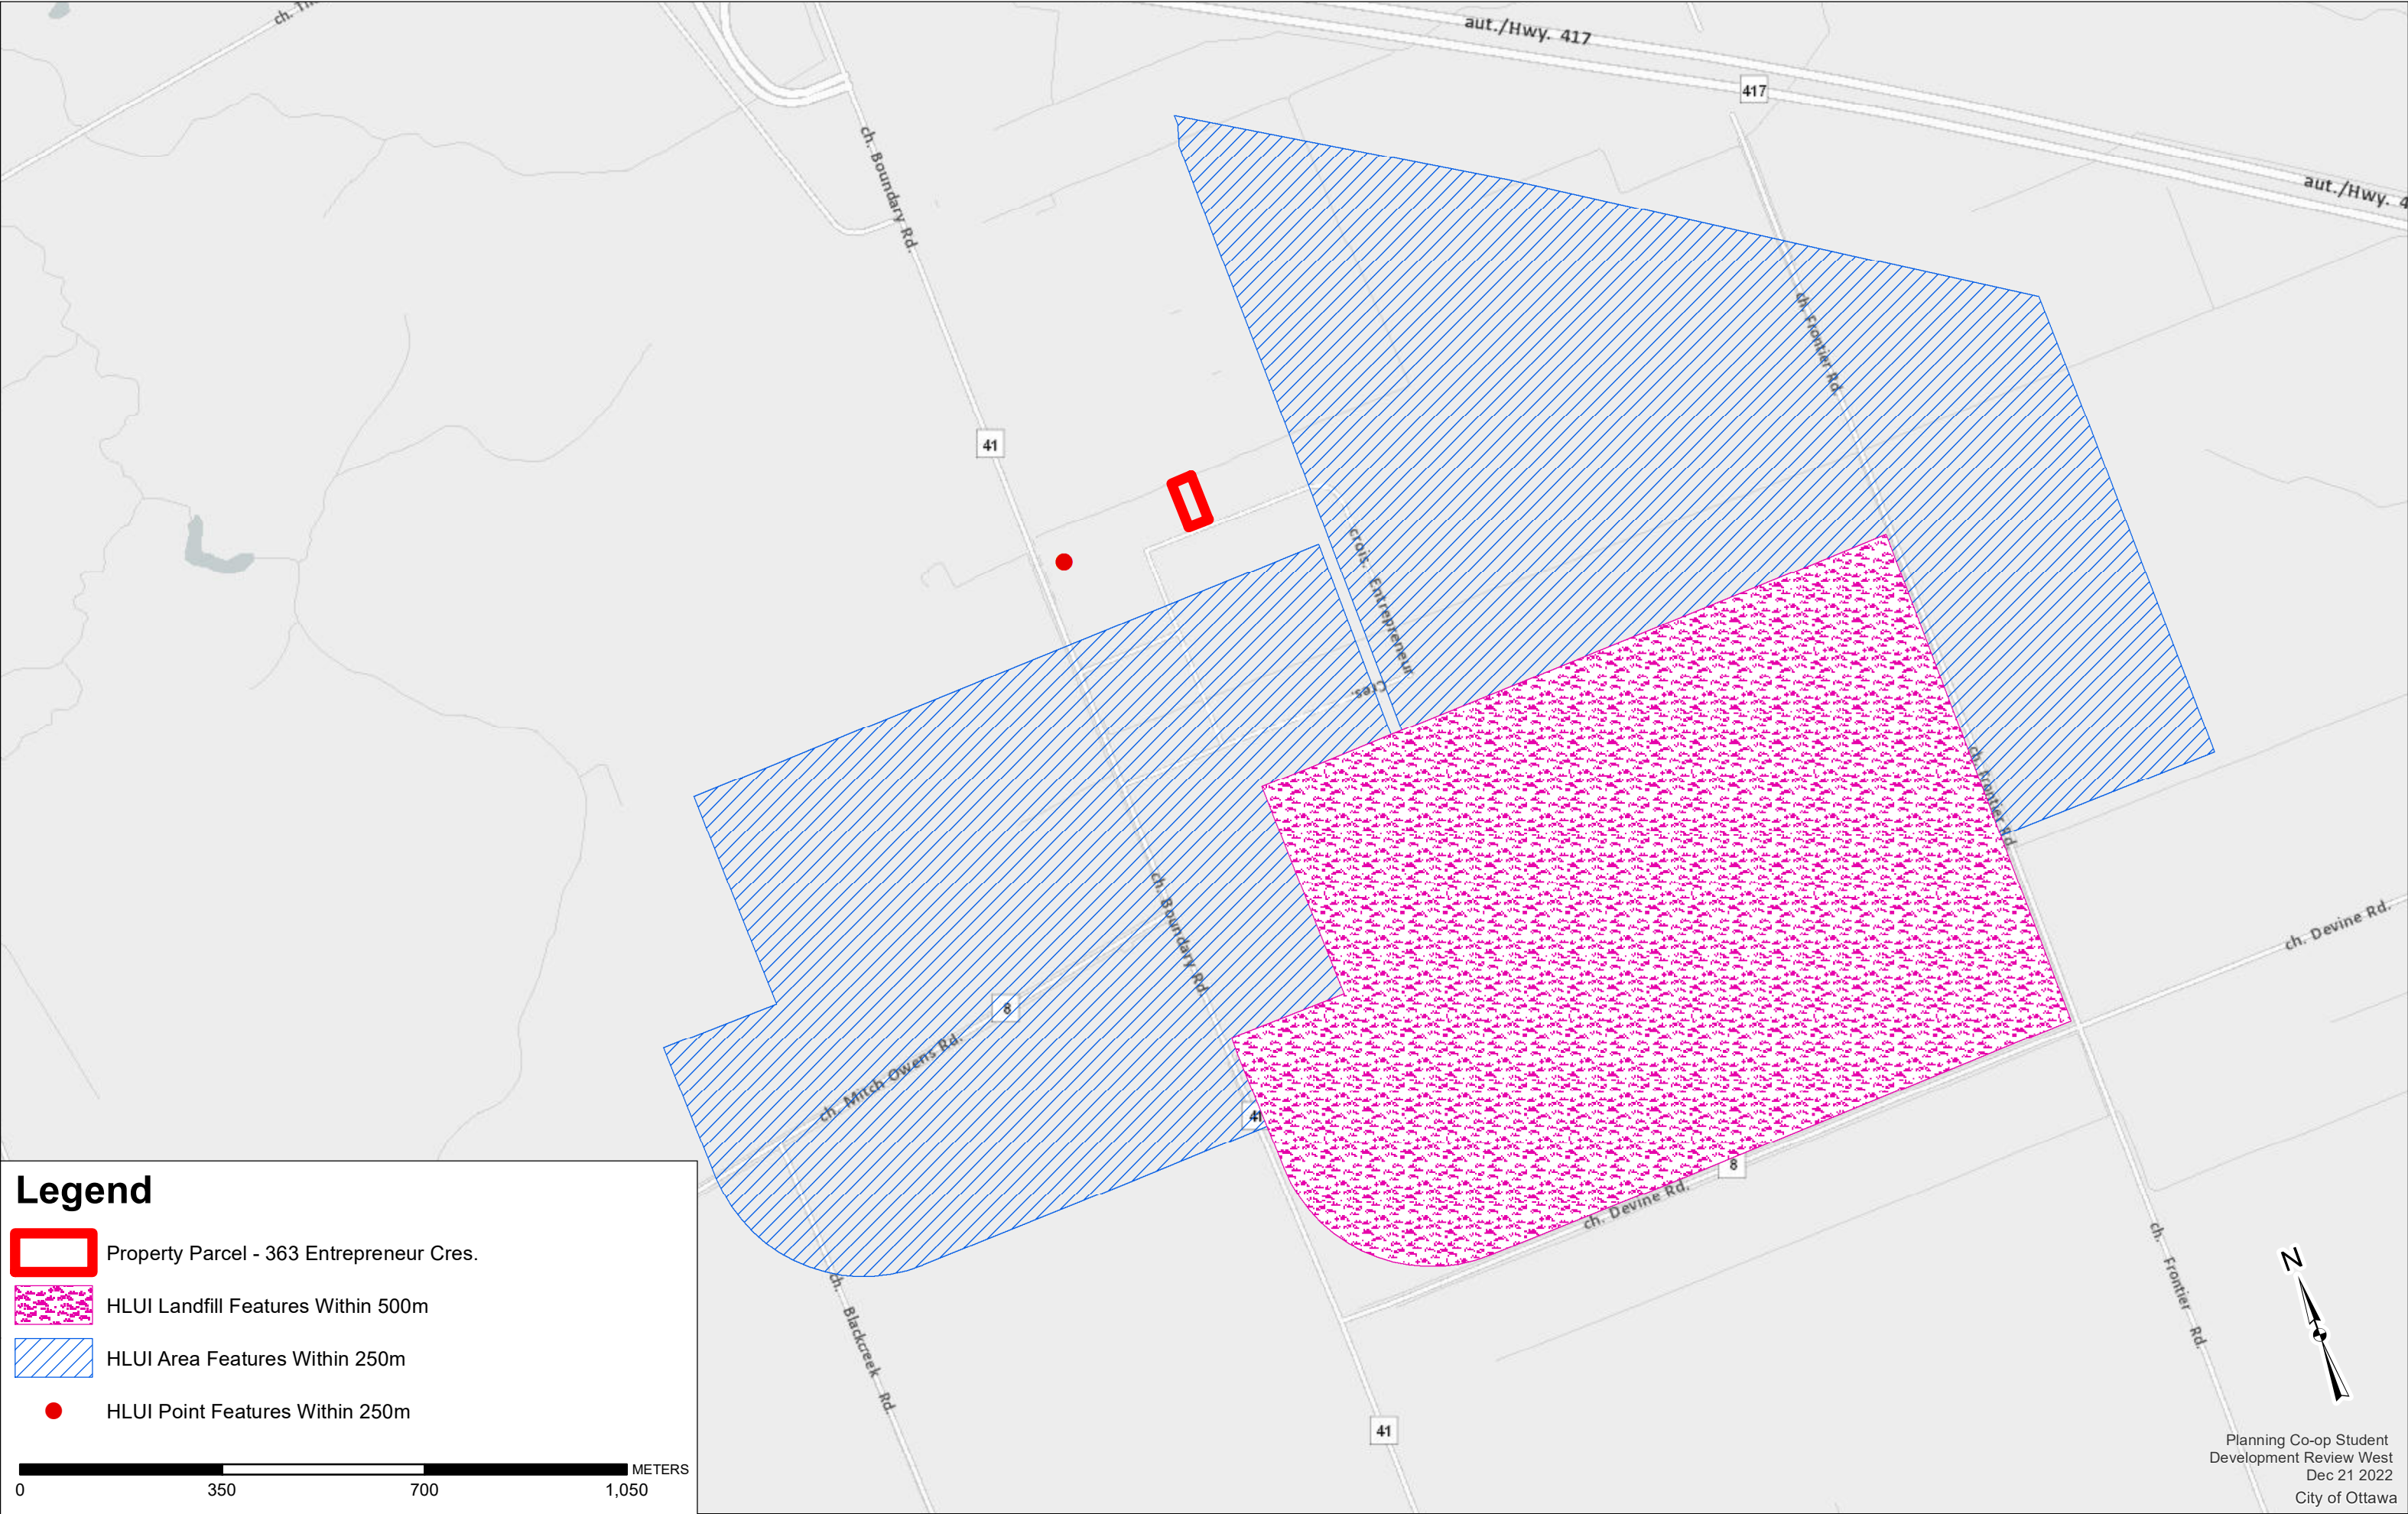 ch. 
aut./Hwy. 417
417
aut./Hwy. 4
ch. Boundary Rd.
ch. Frontier Rd.
41
crois. Entrepreneur
Cres.
ch. Frontier Rd.
ch. Boundary Rd.
ch. Devine Rd.
8
ch. Mitch Owens Rd.
41
8
ch. Devine Rd.
ch. Blackcreek Rd.
ch. Frontier Rd.
41
N
Legend
Property Parcel - 363 Entrepreneur Cres.
HLUI Landfill Features Within 500m
HLUI Area Features Within 250m
HLUI Point Features Within 250m
METERS
0 350 700 1,050
Planning Co-op Student
Development Review West
Dec 21 2022
City of Ottawa